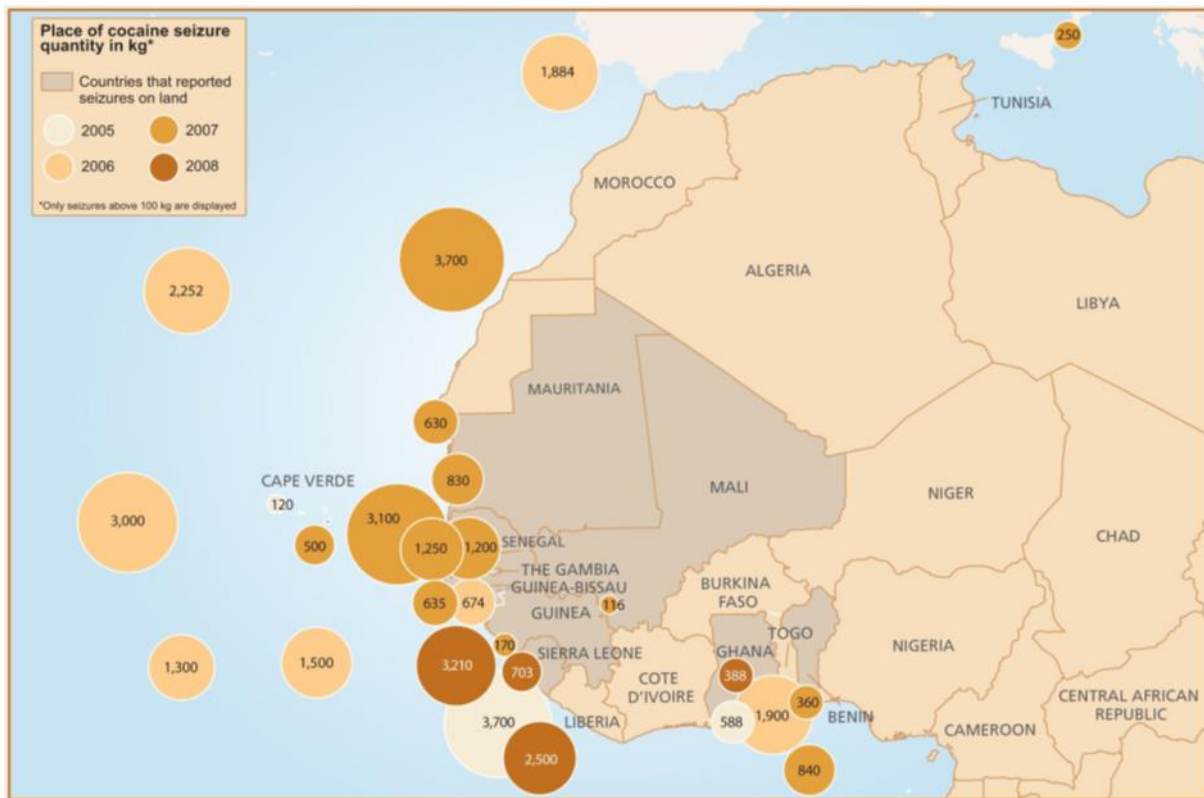 Place of cocaine seizure
quantity in kg*
Countries that reported
seizures on land
2005
2007
2006
2008
*Only seizures above 100 kg are displayed
250
1,884
TUNISIA
MOROCCO
3,700
ALGERIA
2,252
LIBYA
MAURITANIA
630
CAPE VERDE
830
MALI
120
NIGER
3,000
3,100
500
1,250
1,200
SENEGAL
CHAD
THE GAMBIA
GUINEA-BISSAU
BURKINA
FASO
635
674
GUINEA
116
TOGO
170
NIGERIA
1,300
1,500
3,210
SIERRA LEONE
703
GHANA
388
COTE
D'IVOIRE
360
CENTRAL AFRICAN
REPUBLIC
3,700
LIBERIA
588
1,900
BENIN
CAMEROON
2,500
840